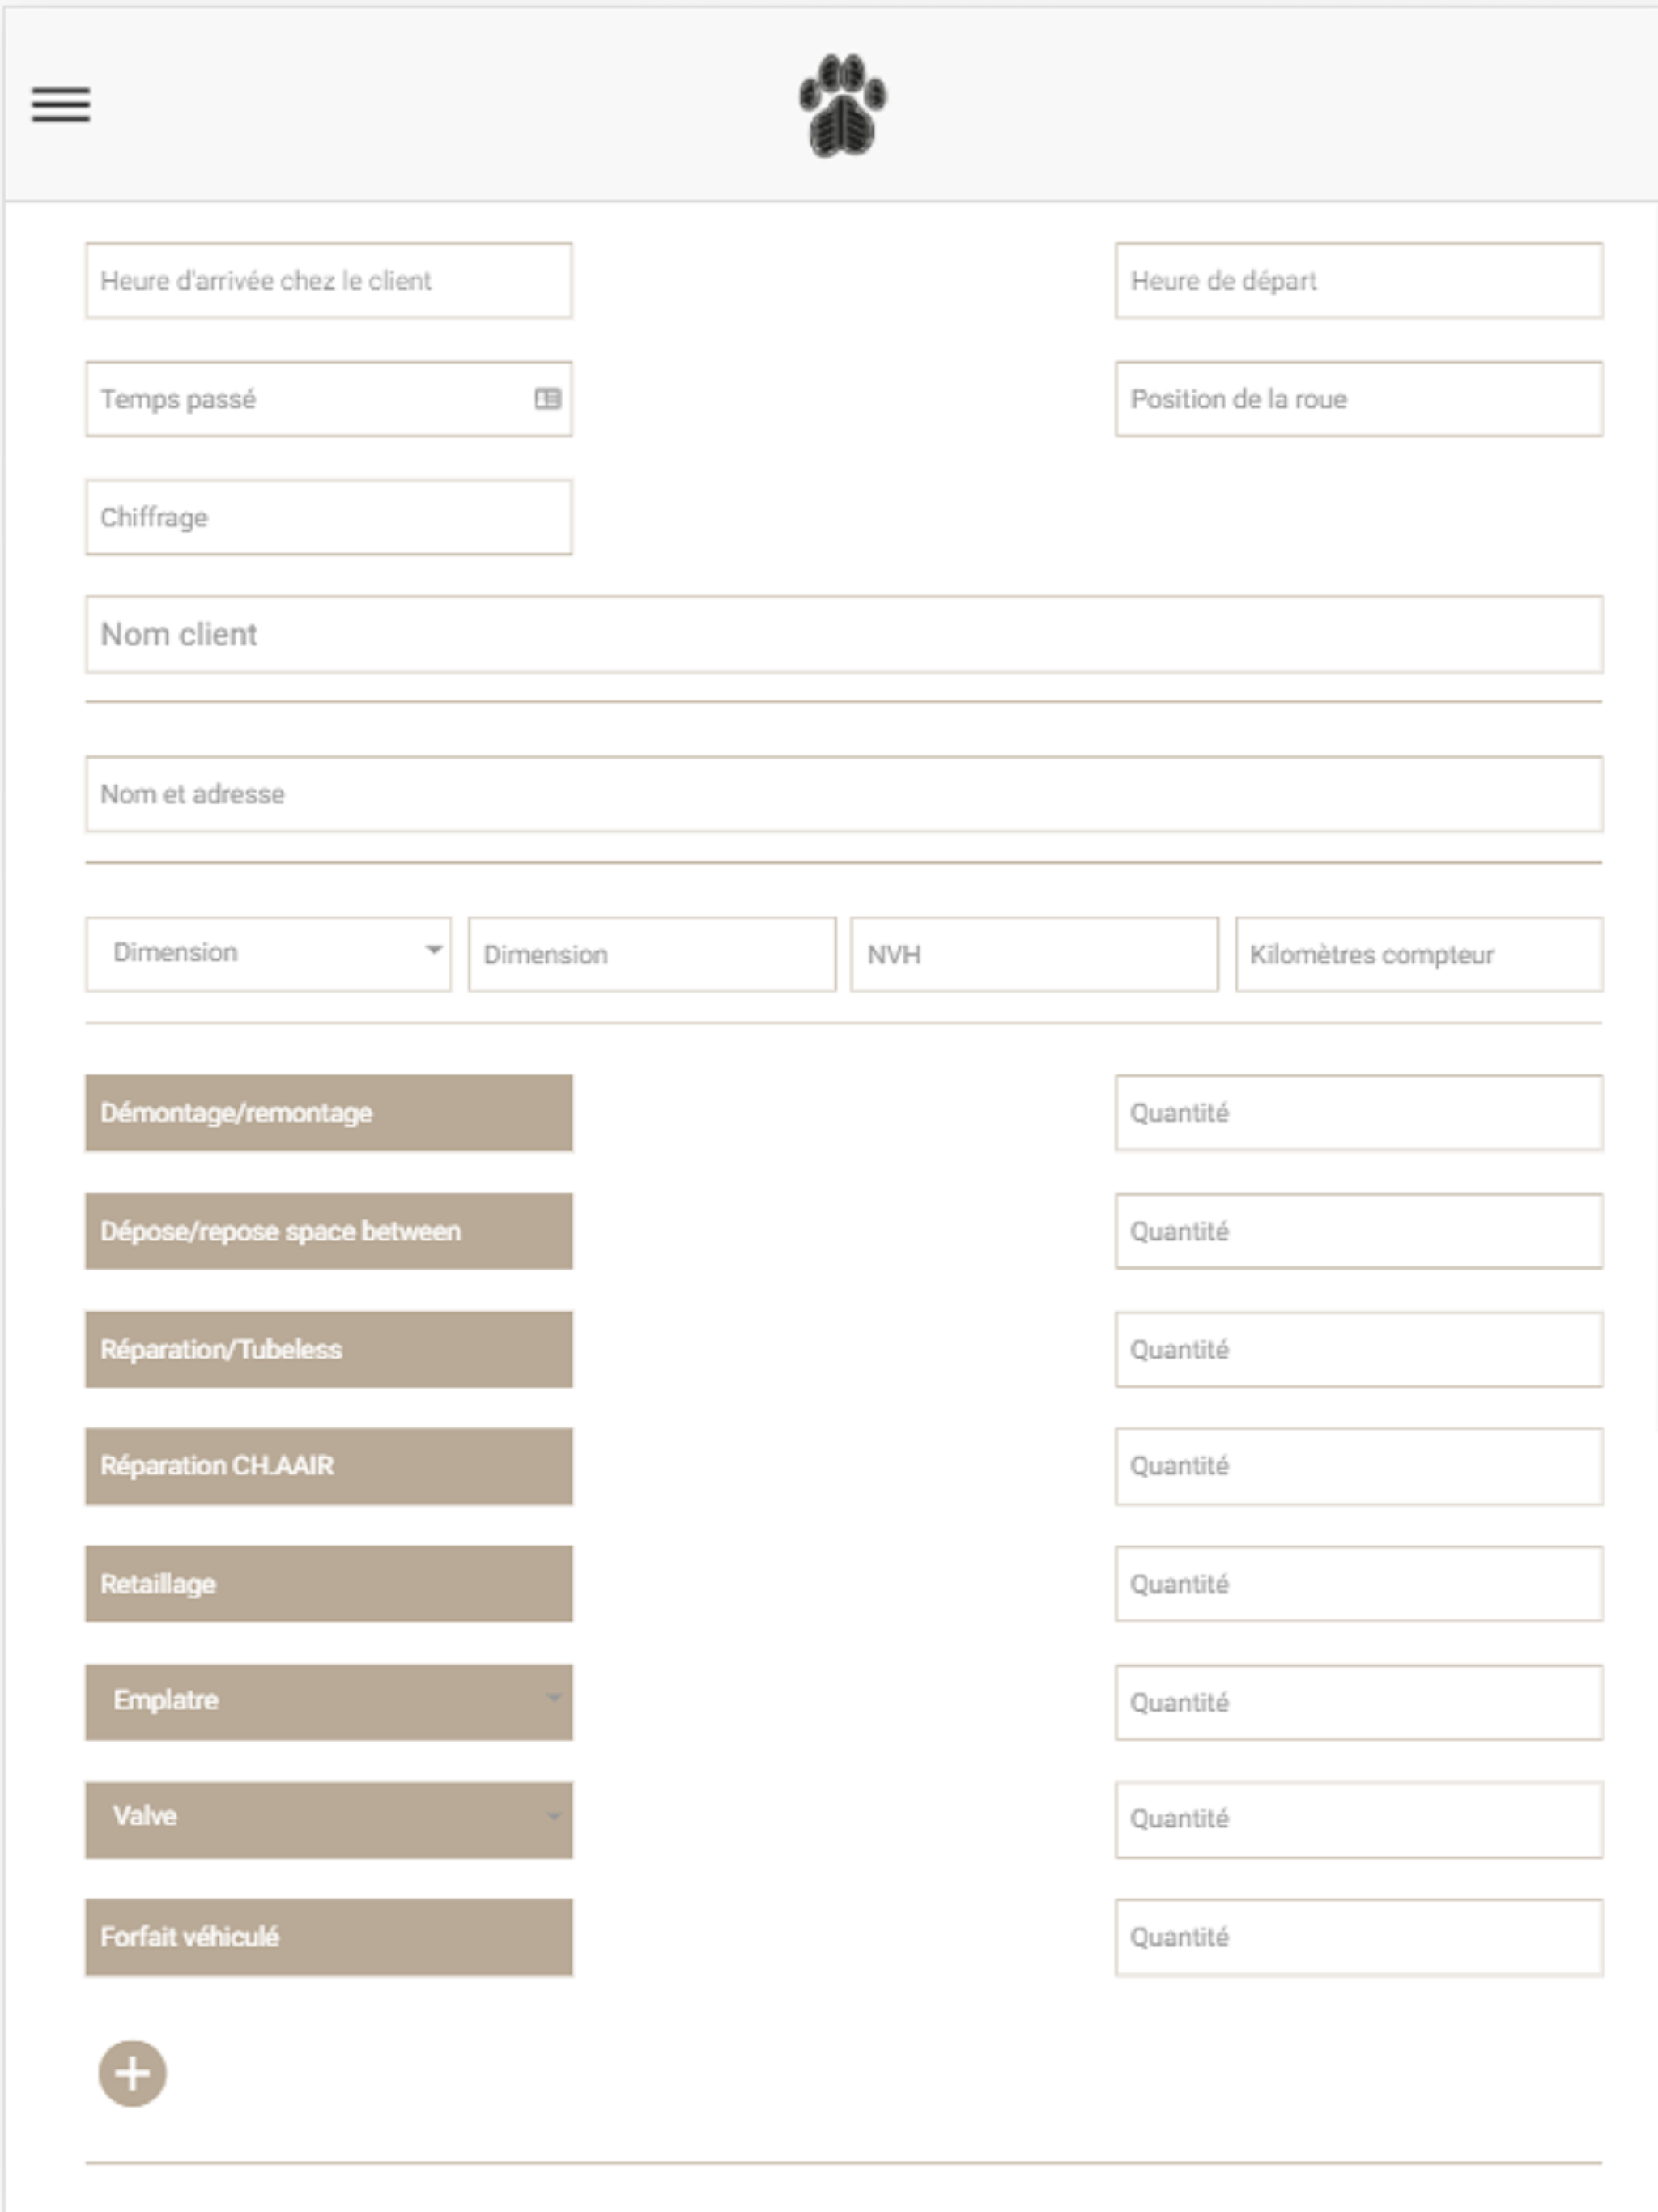 Heure d'arrivée chez le client
Heure de départ
Temps passé
Position de la roue
Chiffrage
Nom client
Nom et adresse
Dimension
Dimension
NVH
Kilomètres compteur
Démontage/remontage
Quantité
Dépose/repose space between
Quantité
Réparation/Tubeless
Quantité
Réparation CH.AAIR
Quantité
Retaillage
Quantité
Emplatre
Quantité
Valve
Quantité
Forfait véhiculé
Quantité